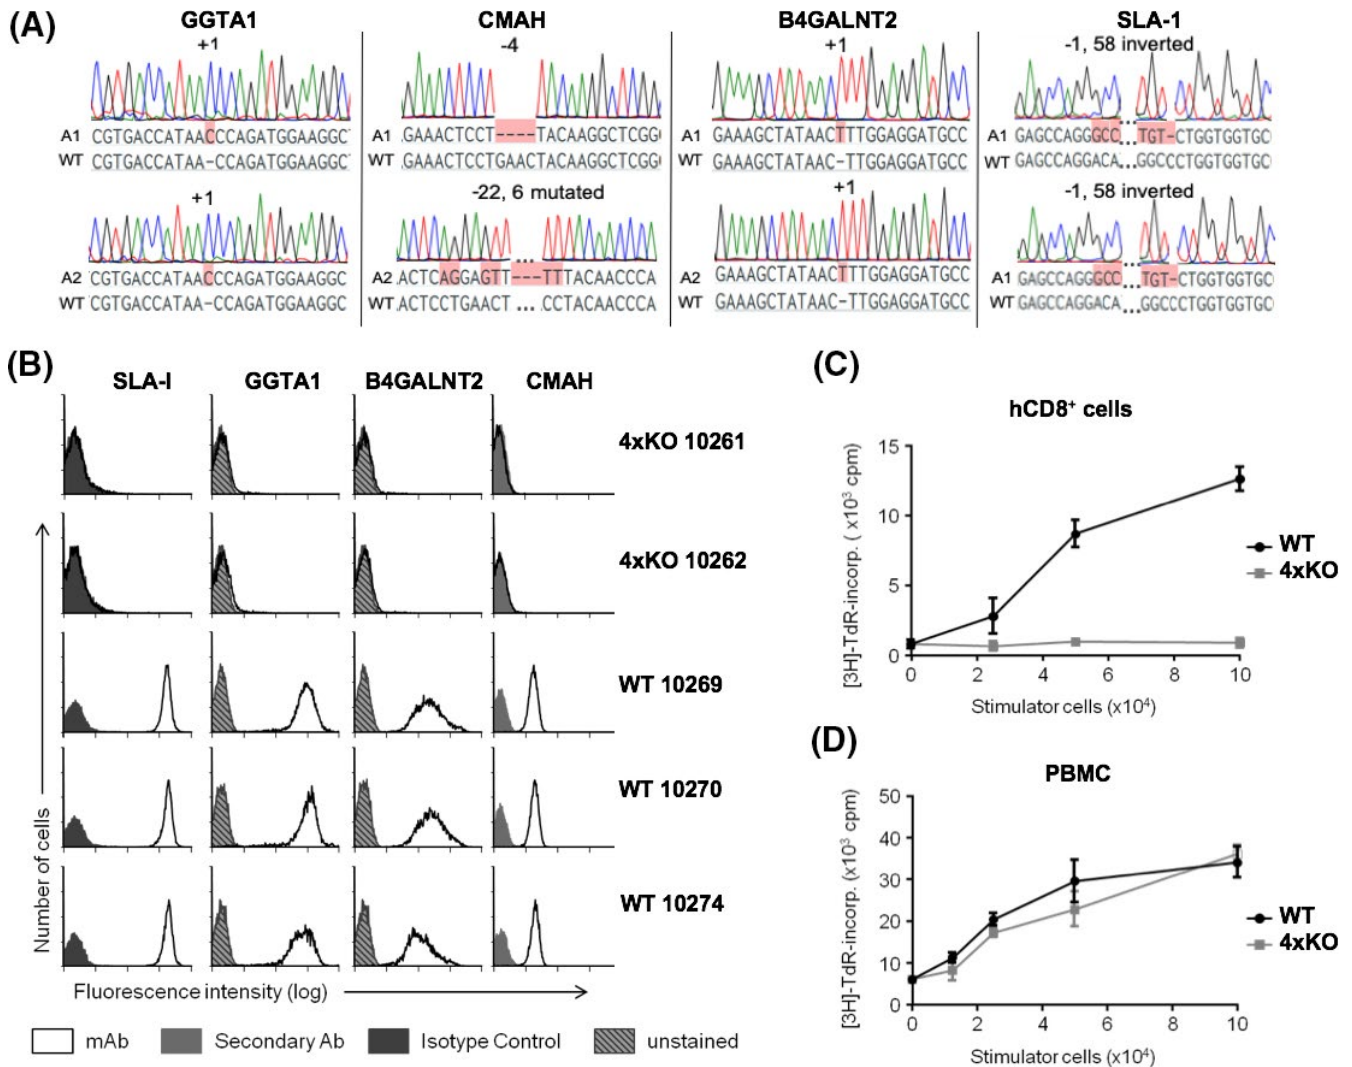 (A)
GGTA1
CMAH
B4GALNT2
SLA-1
+1
-4
+1
-1, 58 inverted
A1 CGTGACCATAACCCAGATGGAAGGC
WT CGTGACCATAA-CCAGATGGAAGGC
A1 GAAACTCCT----TACAAGGCTCGG
WT GAAACTCCTGAACTACAAGGCTCGG
A1 GAAAGCTATAACTTTGGAGGATGCC
WT GAAAGCTATAAC-TTGGAGGATGCC
A1 GAGCCAGGGCC...TGT-CTGGTGGTGC
WT GAGCCAGGACA...GGCCCTGGTGGTGC
+1
-22, 6 mutated
+1
-1, 58 inverted
A2 CGTGACCATAACCCAGATGGAAGGC
WT CGTGACCATAA-CCAGATGGAAGGC
...
A2 ACTCAGGAGTT----TTTACAACCCA
WT ACTCCTGAACT ... CCTACAACCCA
A2 GAAAGCTATAACTTTGGAGGATGCC
WT GAAAGCTATAAC-TTGGAGGATGCC
A1 GAGCCAGGGCC...TGT-CTGGTGGTGC
WT GAGCCAGGACA...GGCCCTGGTGGTGC
(B)
SLA-I
GGTA1
B4GALNT2
CMAH
4xKO 10261
4xKO 10262
WT 10269
WT 10270
WT 10274
Number of cells
Fluorescence intensity (log)
mAb
Secondary Ab
Isotype Control
unstained
(C)
hCD8⁺ cells
[3H]-TdR-incorp. ( x10³ cpm)
15
10
5
0
0 2 4 6 8 10
Stimulator cells (x10⁴)
WT
4xKO
(D)
PBMC
[3H]-TdR-incorp. (x10³ cpm)
50
40
30
20
10
0
0 2 4 6 8 10
Stimulator cells (x10⁴)
WT
4xKO